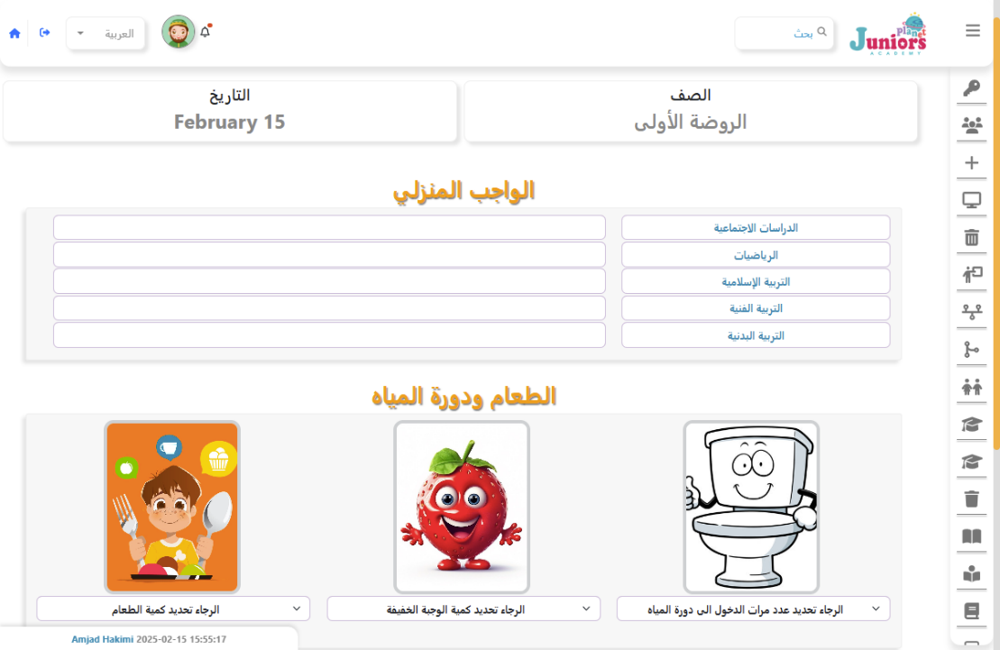 planet
Juniors
ACADEMY
بحث
العربية
الصف
الروضة الأولى
التاريخ
February 15
الواجب المنزلي
الدراسات الاجتماعية
الرياضيات
التربية الإسلامية
التربية الفنية
التربية البدنية
الطعام ودورة المياه
الرجاء تحديد عدد مرات الدخول الى دورة المياه
الرجاء تحديد كمية الوجبة الخفيفة
الرجاء تحديد كمية الطعام
Amjad Hakimi 2025-02-15 15:55:17